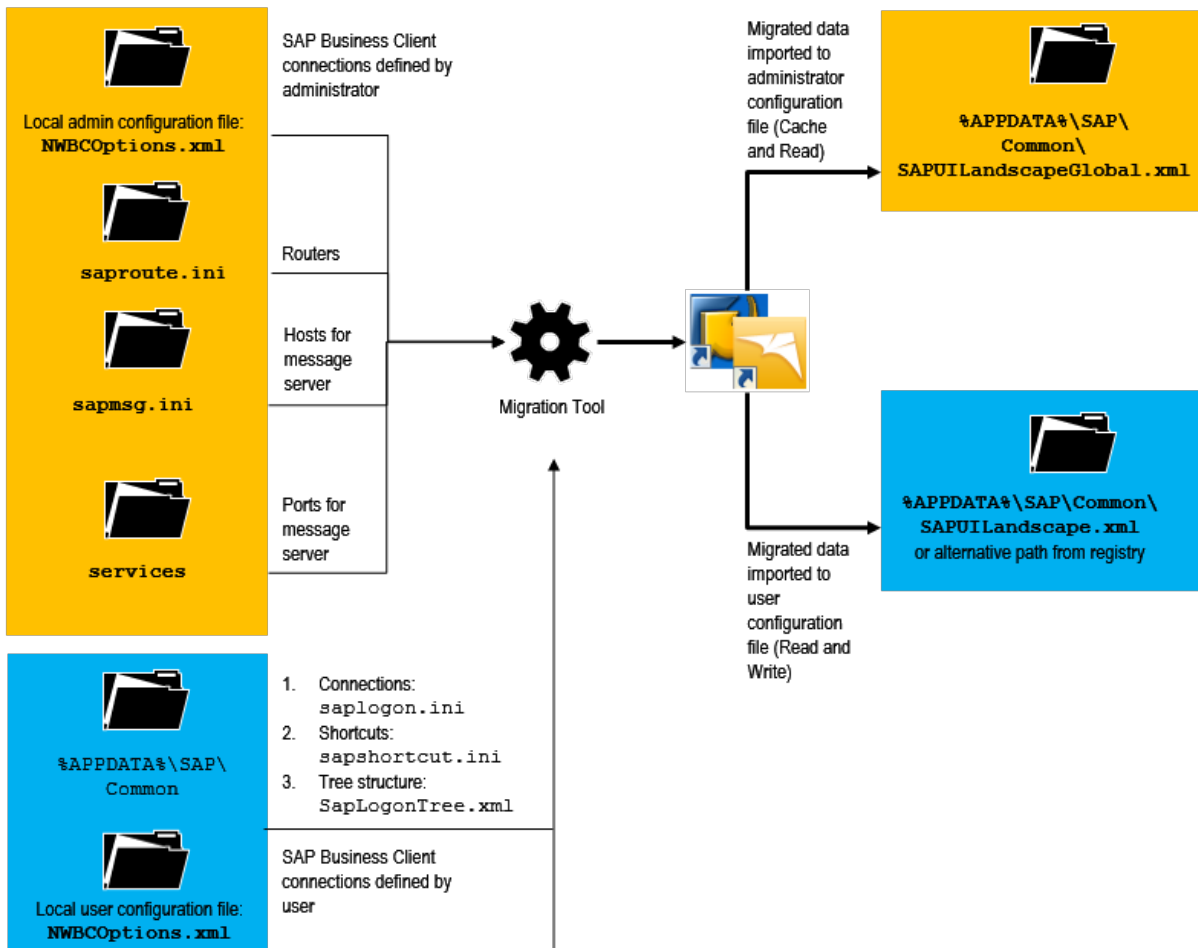 SAP Business Client
connections defined by
administrator
Local admin configuration file:
NWBCOptions.xml
Routers
saproute.ini
Hosts for
message
server
sapmsg.ini
Ports for
message
server
services
Migration Tool
Migrated data
imported to
administrator
configuration
file (Cache
and Read)
%APPDATA%\SAP\
Common\
SAPUILandscapeGlobal.xml
%APPDATA%\SAP\Common\
SAPUILandscape.xml
or alternative path from registry
Migrated data
imported to
user
configuration
file (Read and
Write)
%APPDATA%\SAP\
Common
1. Connections:
saplogon.ini
2. Shortcuts:
sapshortcut.ini
3. Tree structure:
SapLogonTree.xml
SAP Business Client
connections defined by
user
Local user configuration file:
NWBCOptions.xml